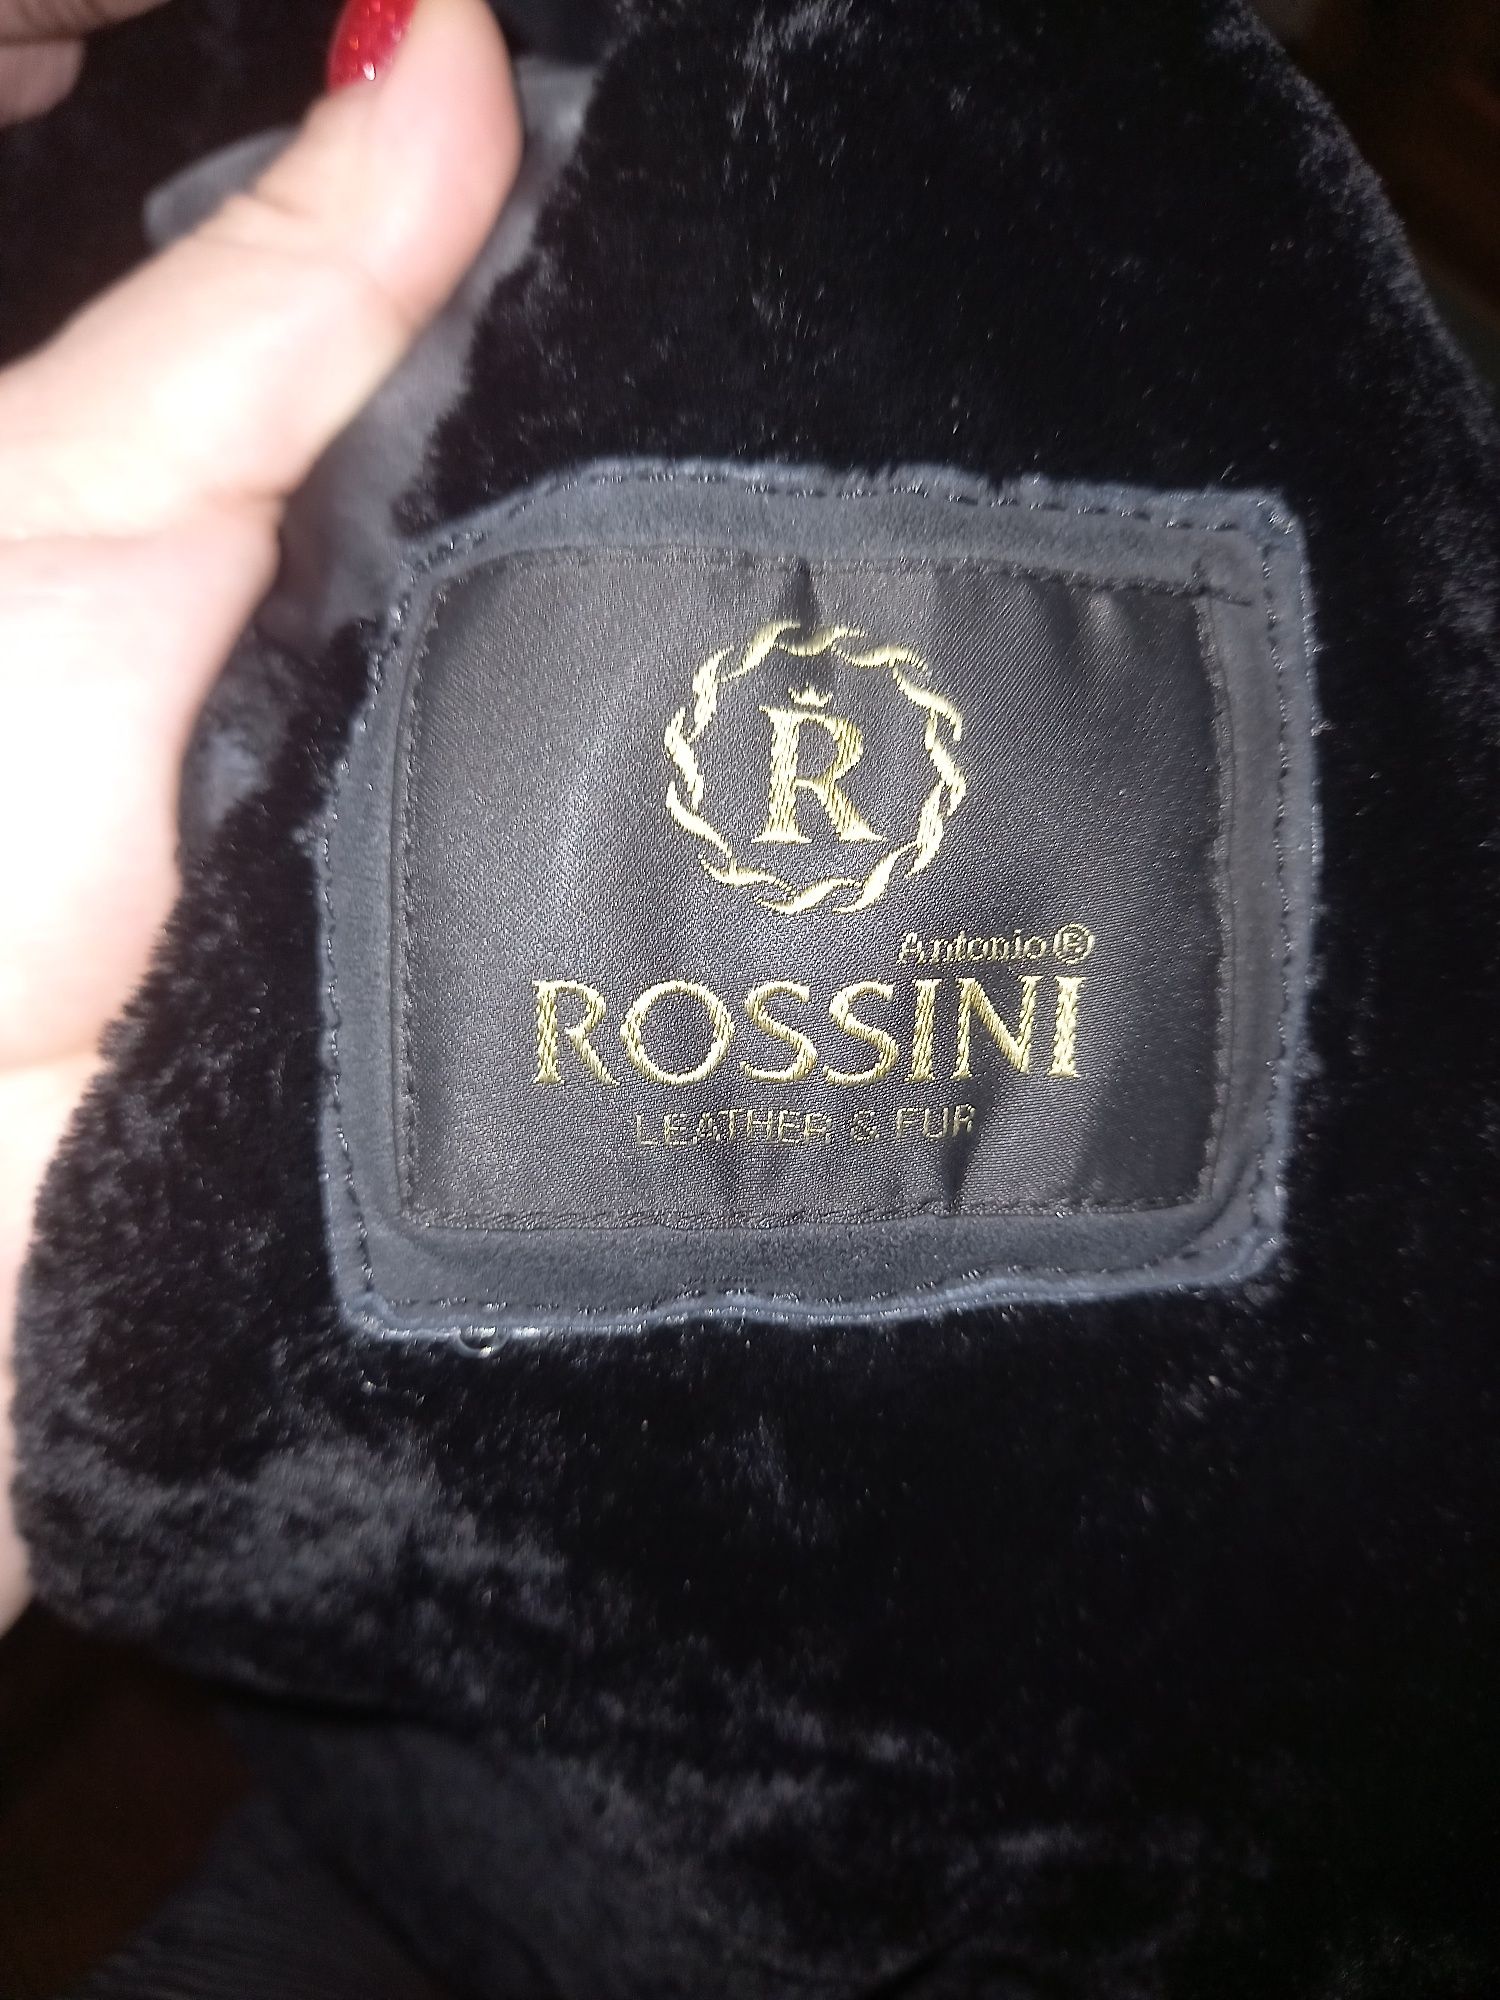 R
Antonio®
ROSSINI
LEATHER & FUR